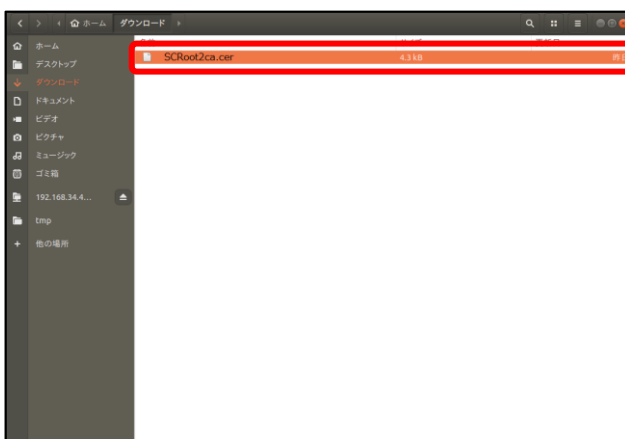 ホーム ダウンロード
ホーム
デスクトップ
ダウンロード
ドキュメント
ビデオ
ピクチャ
ミュージック
ゴミ箱
192.168.34.4...
tmp
他の場所
SCRoot2ca.cer 4.3 kB